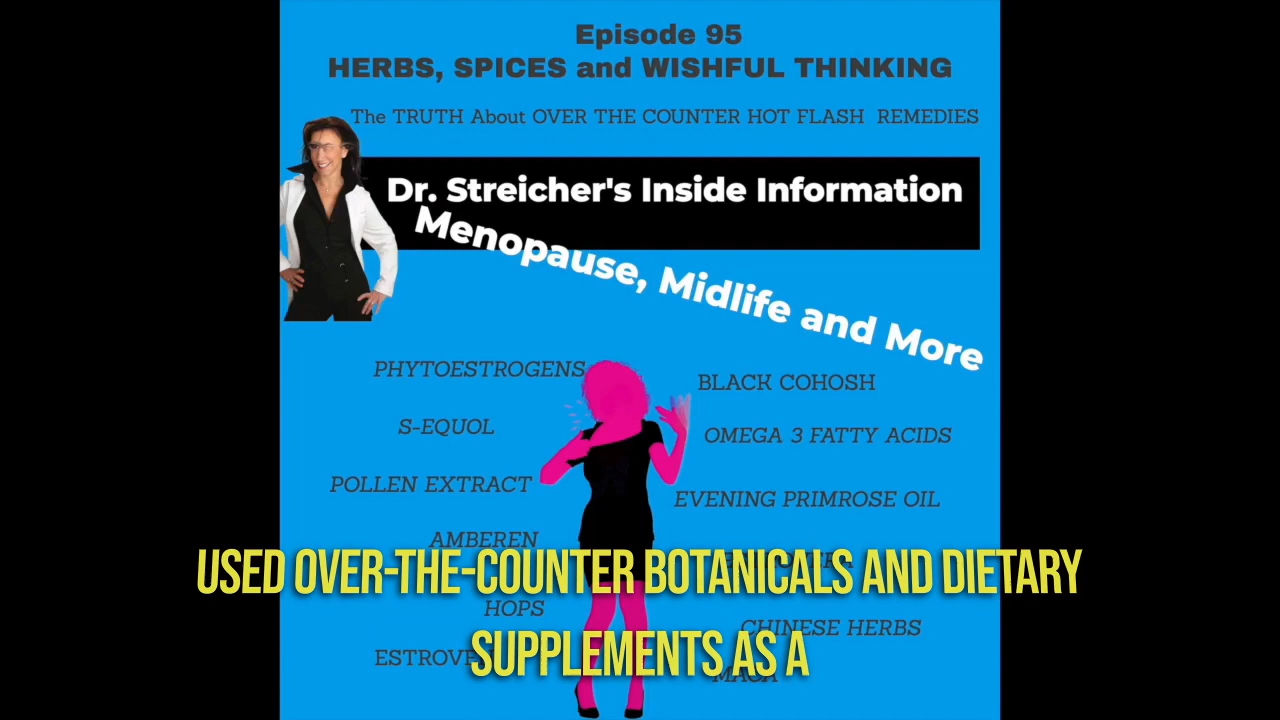 Episode 95
HERBS, SPICES and WISHFUL THINKING
The TRUTH About OVER THE COUNTER HOT FLASH REMEDIES
Dr. Streicher's Inside Information
Menopause, Midlife and More
PHYTOESTROGENS
BLACK COHOSH
S-EQUOL
OMEGA 3 FATTY ACIDS
POLLEN EXTRACT
EVENING PRIMROSE OIL
AMBEREN
USED OVER-THE-COUNTER BOTANICALS AND DIETARY
HOPS
CHINESE HERBS
SUPPLEMENTS AS A
MACA